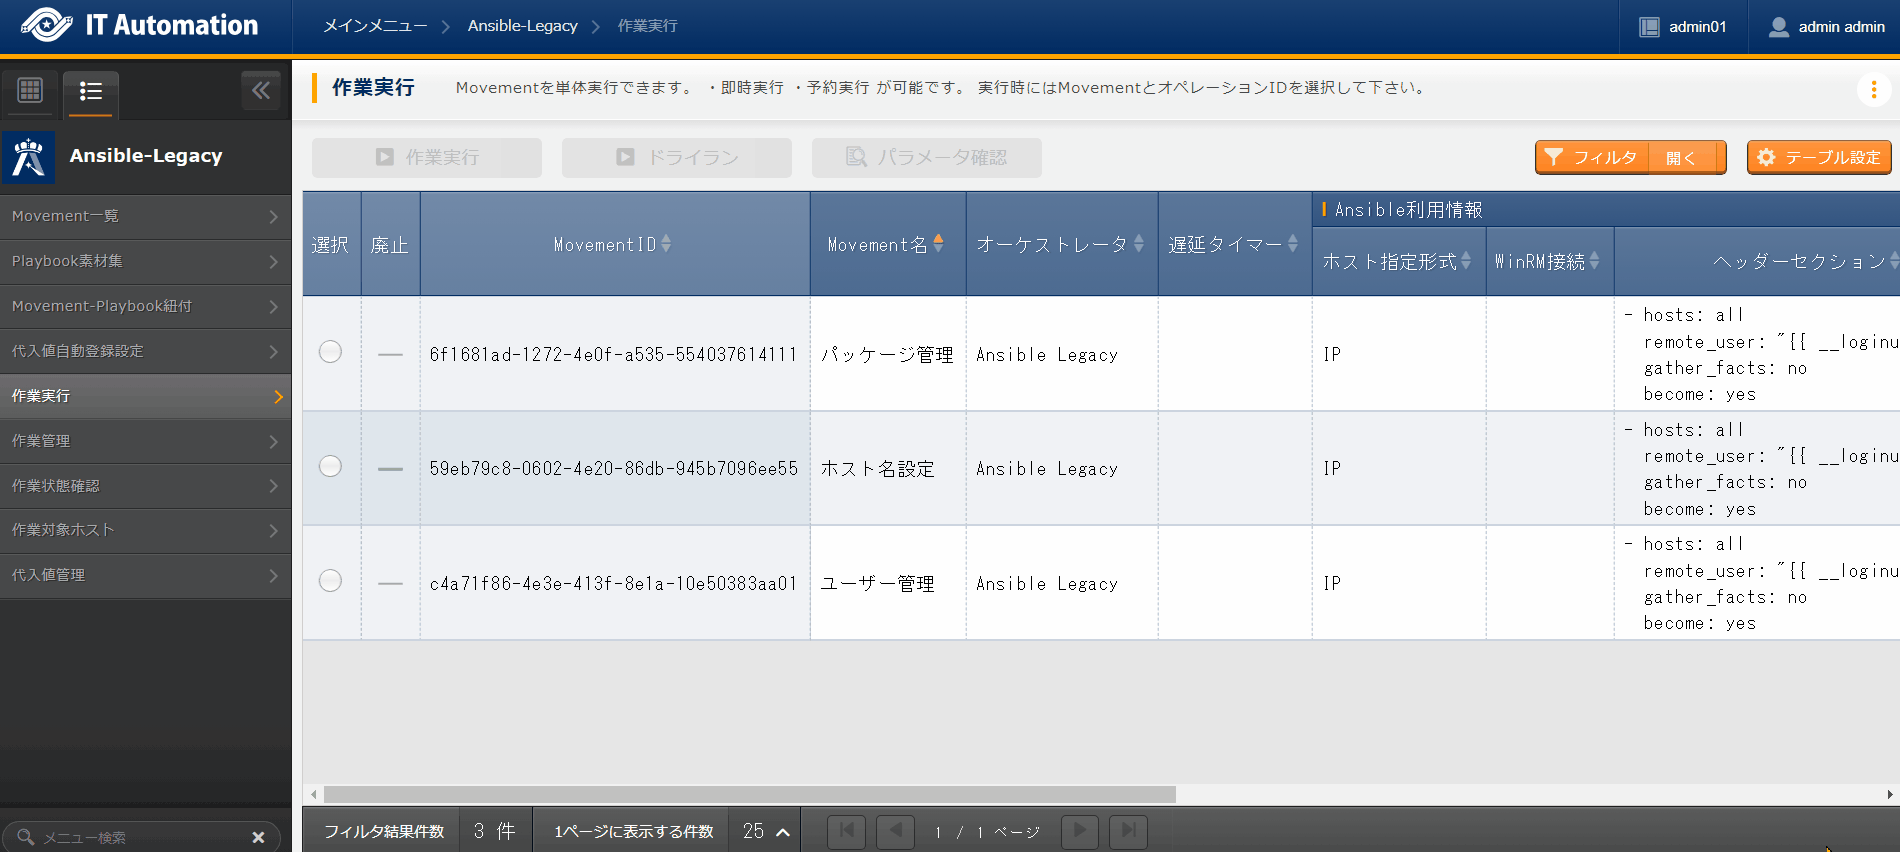 IT Automation
メインメニュー
Ansible-Legacy
作業実行
admin01
admin admin
Ansible-Legacy
Movement一覧
Playbook素材集
Movement-Playbook紐付
代入値自動登録設定
作業実行
作業管理
作業状態確認
作業対象ホスト
代入値管理
メニュー検索
作業実行
Movementを単体実行できます。 ・即時実行 ・予約実行 が可能です。 実行時にはMovementとオペレーションIDを選択して下さい。
作業実行
ドライラン
パラメータ確認
フィルタ
開く
テーブル設定
選択
廃止
MovementID
Movement名
オーケストレータ
遅延タイマー
Ansible利用情報
ホスト指定形式
WinRM接続
ヘッダーセクション
6f1681ad-1272-4e0f-a535-554037614111
パッケージ管理
Ansible Legacy
IP
- hosts: all
remote_user: "{{ __loginu
gather_facts: no
become: yes
59eb79c8-0602-4e20-86db-945b7096ee55
ホスト名設定
Ansible Legacy
IP
- hosts: all
remote_user: "{{ __loginu
gather_facts: no
become: yes
c4a71f86-4e3e-413f-8e1a-10e50383aa01
ユーザー管理
Ansible Legacy
IP
- hosts: all
remote_user: "{{ __loginu
gather_facts: no
become: yes
フィルタ結果件数
3 件
1ページに表示する件数
25
1 / 1 ページ